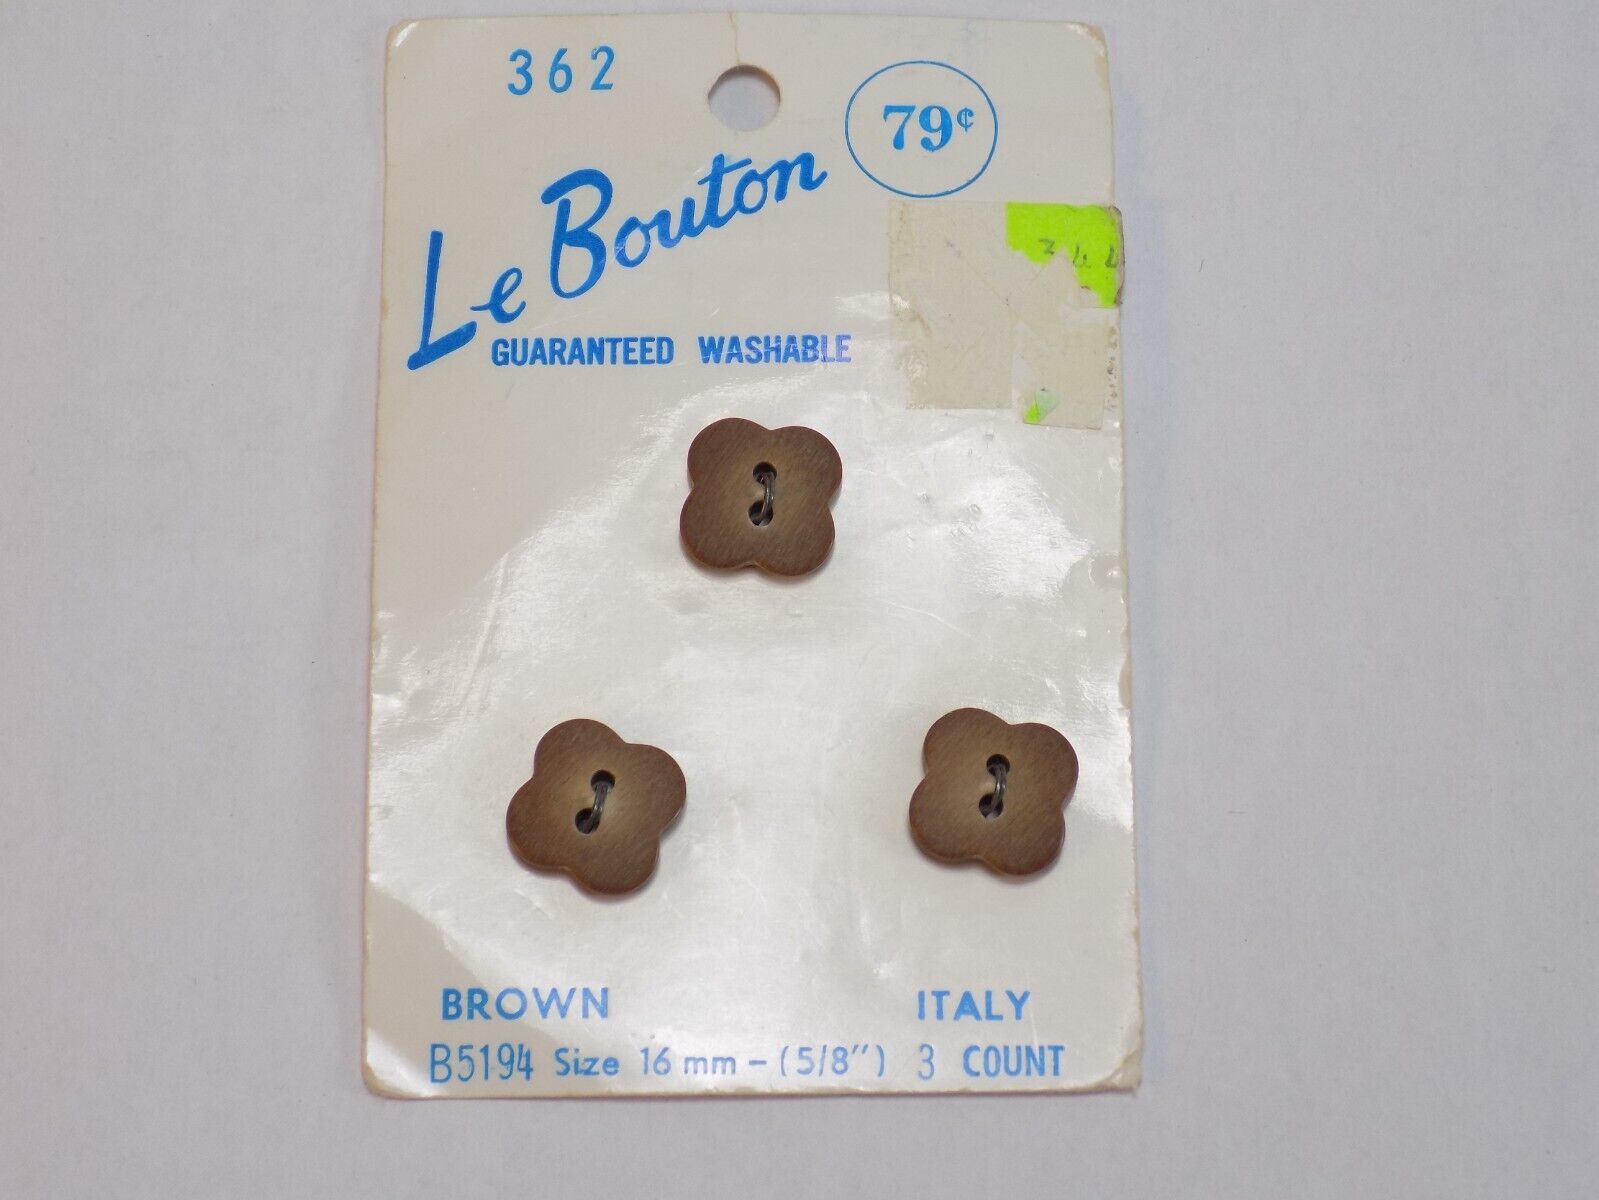 362
79¢
Le Bouton
GUARANTEED WASHABLE
BROWN ITALY
B5194 Size 16 mm – (5/8") 3 COUNT